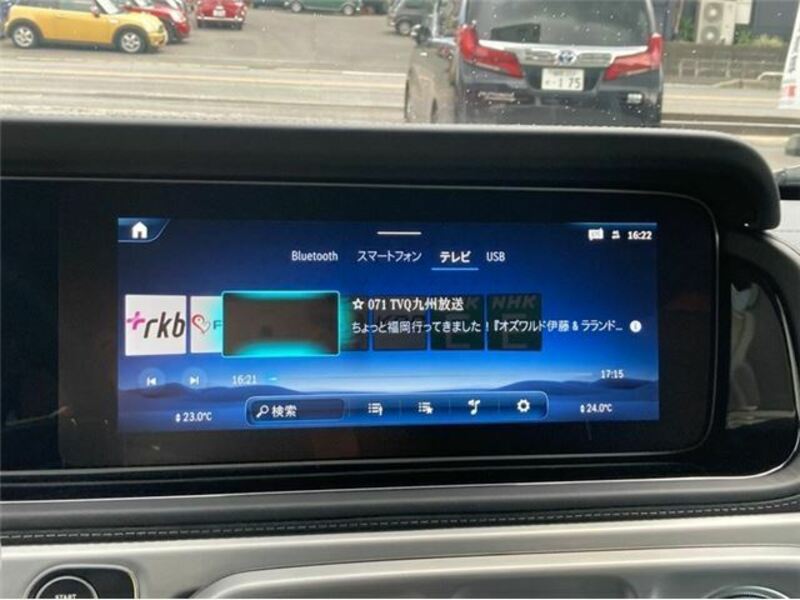 175
16:22
Bluetooth スマートフォン テレビ USB
+rkb
☆ 071 TVQ九州放送
ちょっと福岡行ってきました！『オズワルド伊藤 & ラランド...
NHK
E E
16:21
17:15
23.0℃
検索
24.0℃
START